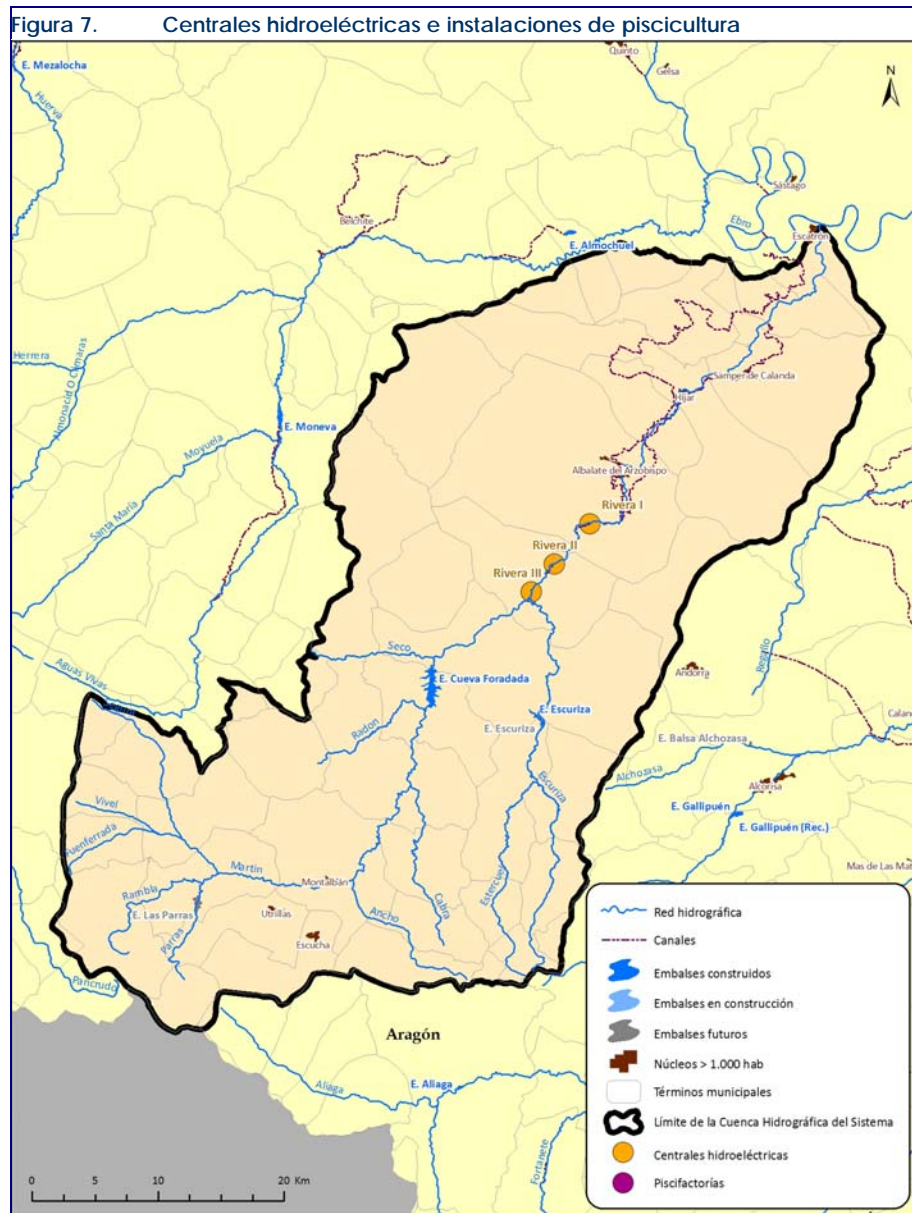 Figura 7. Centrales hidroeléctricas e instalaciones de piscicultura
E. Mezalocha
Huerva
Quinto
Gelsa
N
Sástago
Belchite
Ebro
Escatrón
E. Almochuel
Herrera
Almonacid O Cámaras
Samper de Calanda
Híjar
E. Moneva
Moyuela
Albalate del Arzobispo
Santa María
Rivera I
Rivera II
Rivera III
Seco
Aguas Vivas
E. Cueva Foradada
Andorra
Regallo
E. Escuriza
E. Escuriza
Radon
E. Balsa Alchozasa
Alchozasa
Alcorisa
Escuriza
E. Gallipuén
E. Gallipuén (Rec.)
Vivel
Fuenferrada
Mas de Las Mat
Martin
Montalbán
Rambla
Estercuel
Cabra
Ancho
E. Las Parras
Utrillas
Parras
Escucha
Pancrudo
Aragón
Aliaga
E. Aliaga
Fortanete
Red hidrográfica
Canales
Embalses construidos
Embalses en construcción
Embalses futuros
Núcleos > 1.000 hab
Términos municipales
Límite de la Cuenca Hidrográfica del Sistema
Centrales hidroeléctricas
Piscifactorías
0 5 10 20 Km